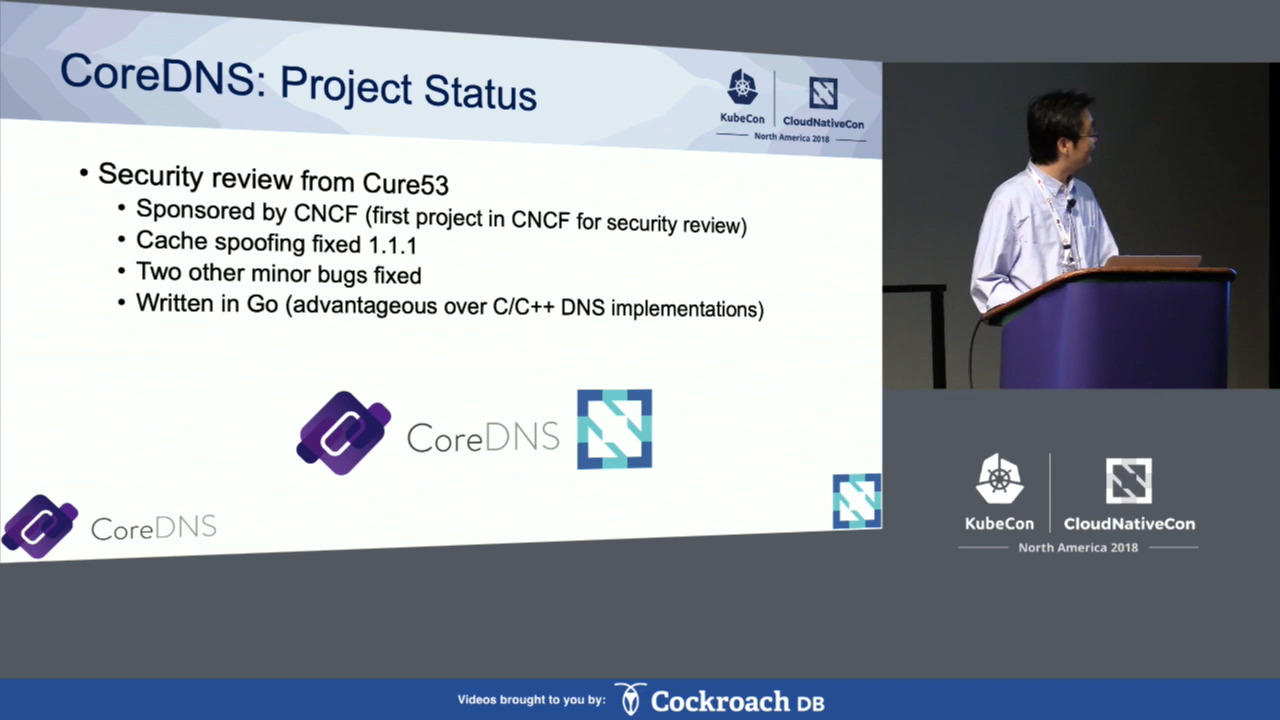 CoreDNS: Project Status
KubeCon
CloudNativeCon
North America 2018
• Security review from Cure53
• Sponsored by CNCF (first project in CNCF for security review)
• Cache spoofing fixed 1.1.1
• Two other minor bugs fixed
• Written in Go (advantageous over C/C++ DNS implementations)
CoreDNS
CoreDNS
KubeCon
CloudNativeCon
North America 2018
Videos brought to you by: Cockroach DB